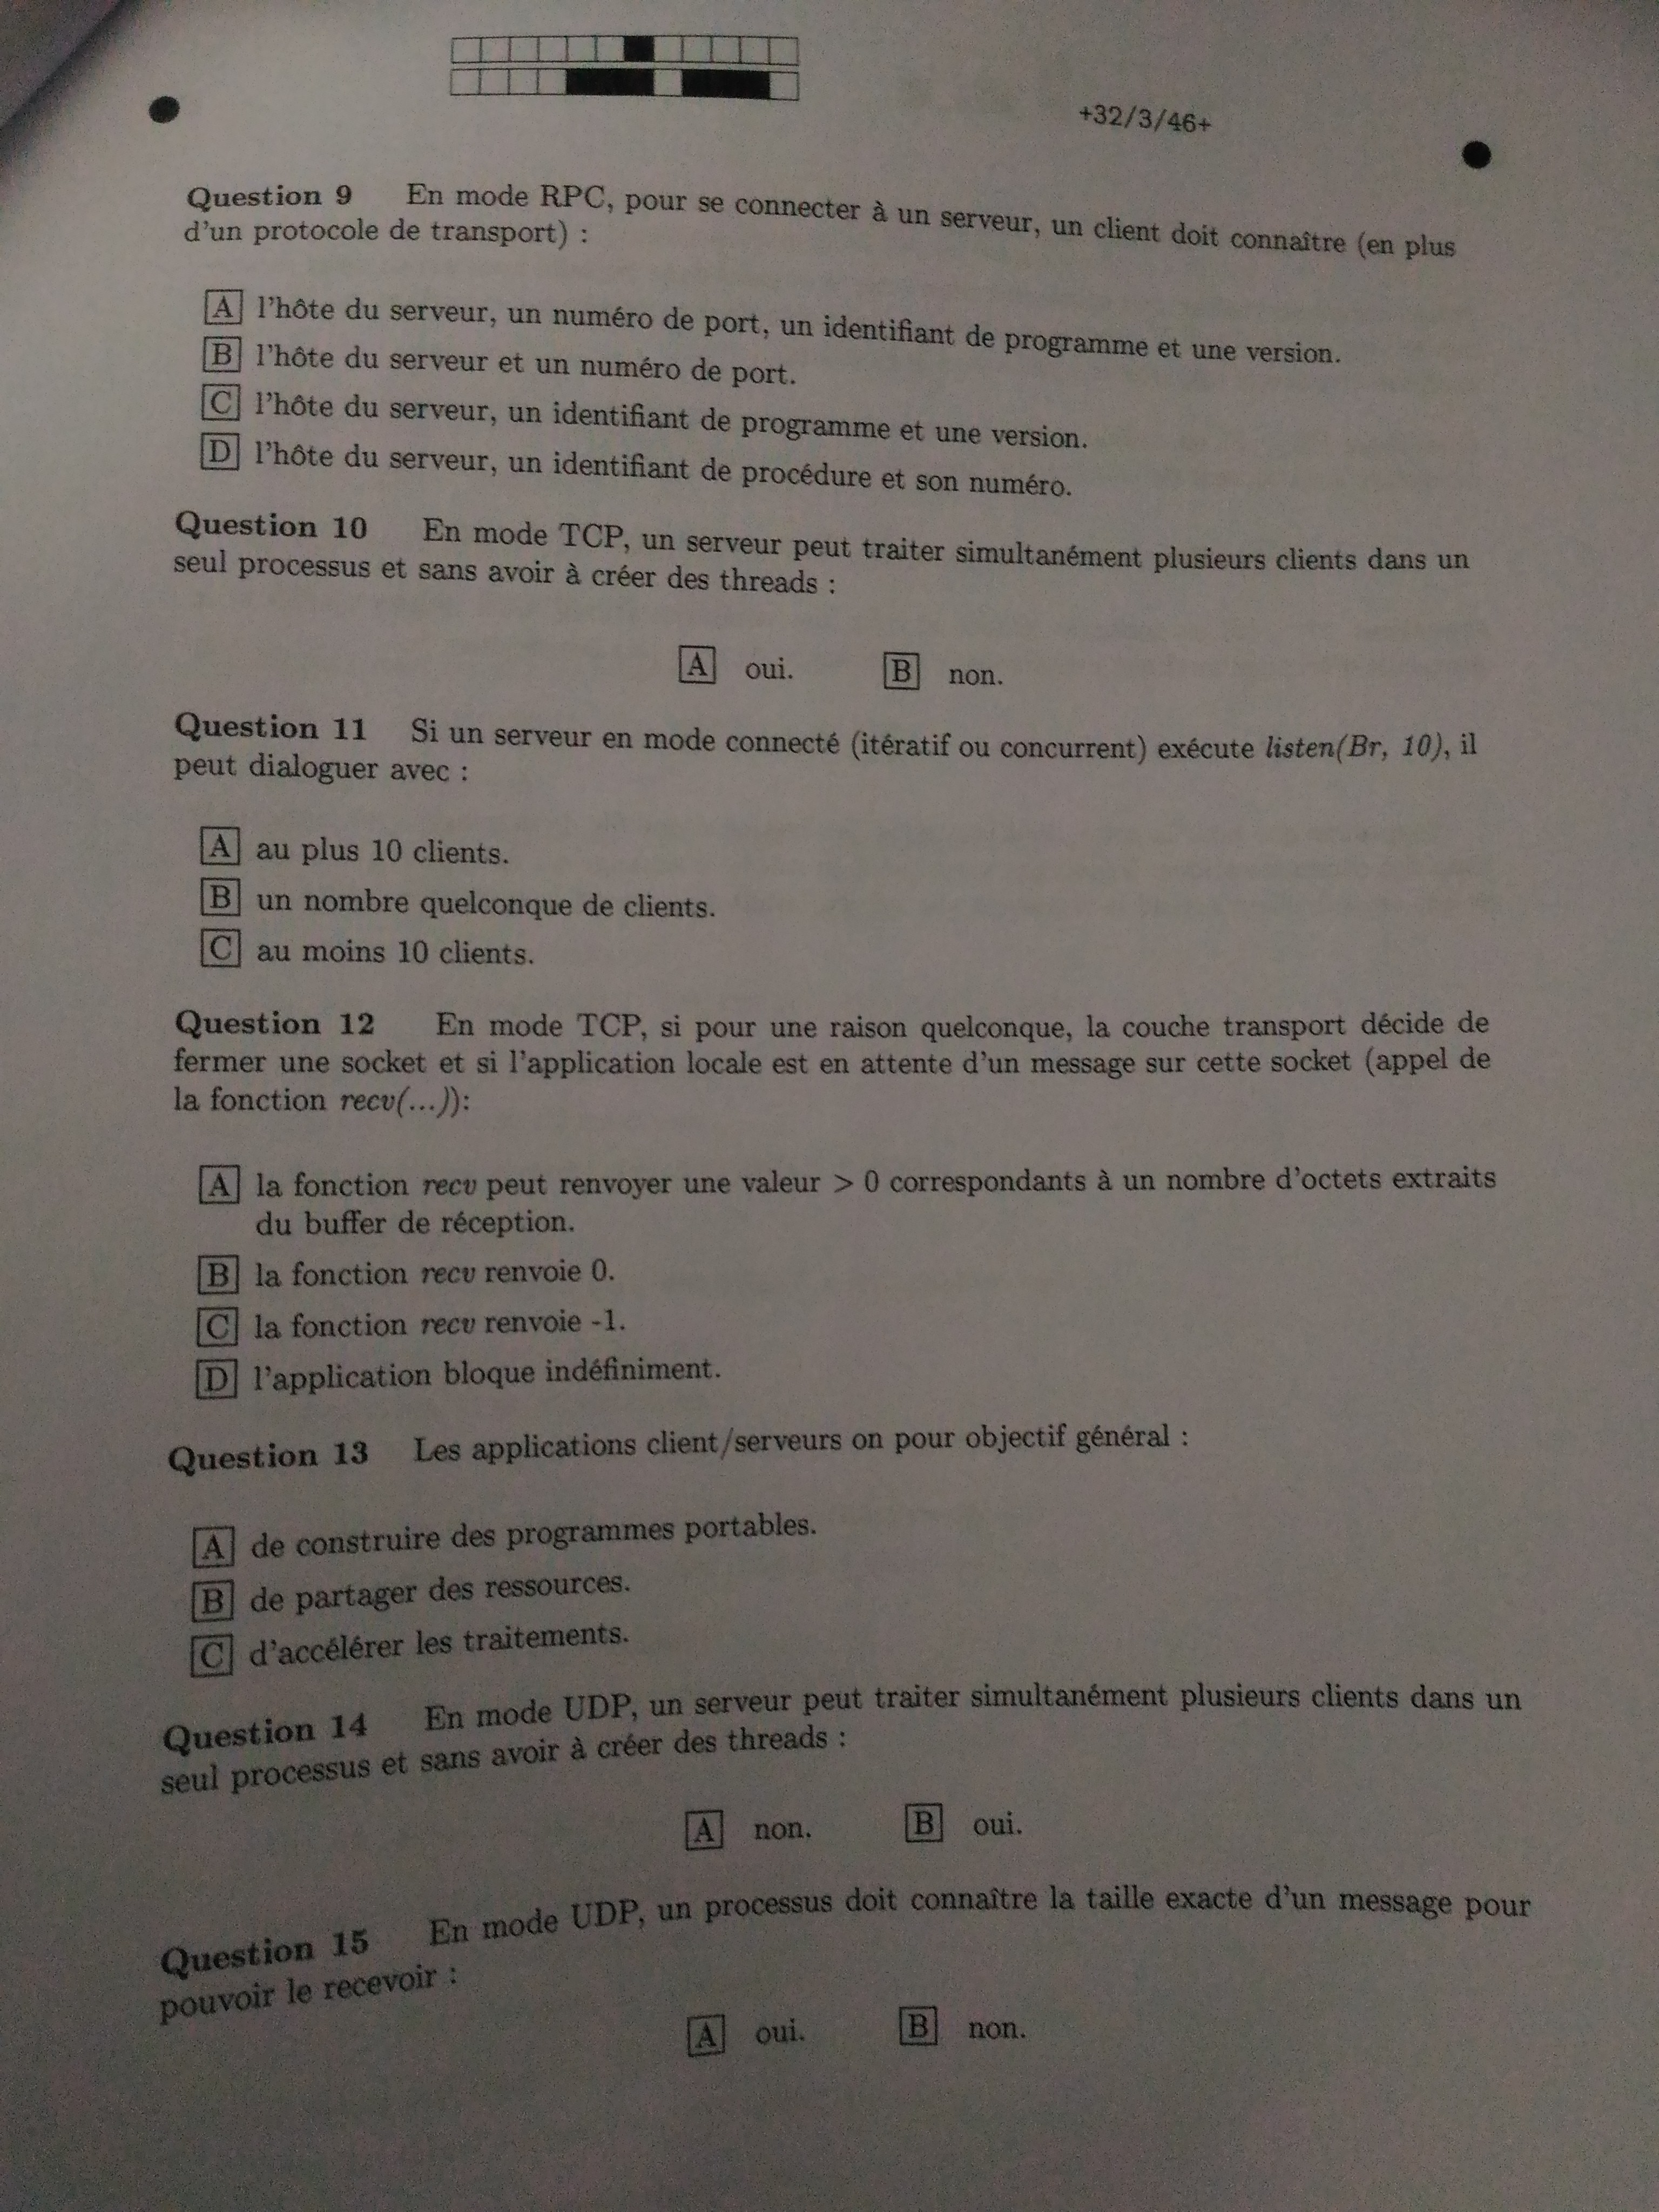 +32/3/46+
Question 9 En mode RPC, pour se connecter à un serveur, un client doit connaître (en plus
d'un protocole de transport) :
A l'hôte du serveur, un numéro de port, un identifiant de programme et une version.
B l'hôte du serveur et un numéro de port.
C l'hôte du serveur, un identifiant de programme et une version.
D l'hôte du serveur, un identifiant de procédure et son numéro.
Question 10 En mode TCP, un serveur peut traiter simultanément plusieurs clients dans un
seul processus et sans avoir à créer des threads :
A oui. B non.
Question 11 Si un serveur en mode connecté (itératif ou concurrent) exécute listen(Br, 10), il
peut dialoguer avec :
A au plus 10 clients.
B un nombre quelconque de clients.
C au moins 10 clients.
Question 12 En mode TCP, si pour une raison quelconque, la couche transport décide de
fermer une socket et si l'application locale est en attente d'un message sur cette socket (appel de
la fonction recv(...)):
A la fonction recv peut renvoyer une valeur > 0 correspondants à un nombre d'octets extraits
du buffer de réception.
B la fonction recv renvoie 0.
C la fonction recv renvoie -1.
D l'application bloque indéfiniment.
Question 13 Les applications client/serveurs on pour objectif général :
A de construire des programmes portables.
B de partager des ressources.
C d'accélérer les traitements.
Question 14 En mode UDP, un serveur peut traiter simultanément plusieurs clients dans un
seul processus et sans avoir à créer des threads :
A non. B oui.
Question 15 En mode UDP, un processus doit connaître la taille exacte d'un message pour
pouvoir le recevoir :
A oui. B non.